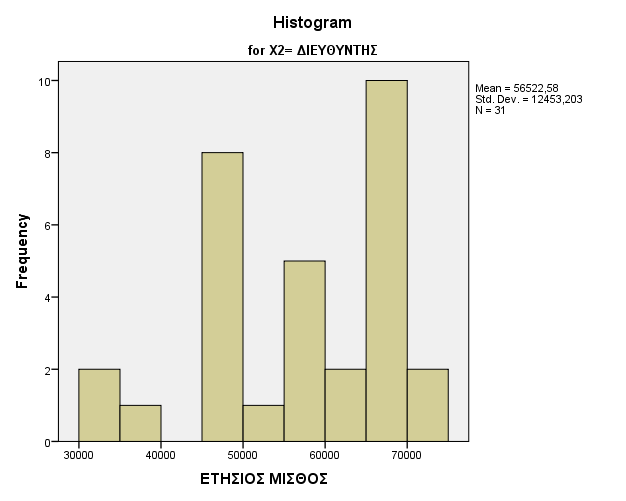 Histogram
for X2= ΔΙΕΥΘΥΝΤΗΣ
Mean = 56522,58
Std. Dev. = 12453,203
N = 31
Frequency
10
8
6
4
2
0
30000 40000 50000 60000 70000
ΕΤΗΣΙΟΣ ΜΙΣΘΟΣ